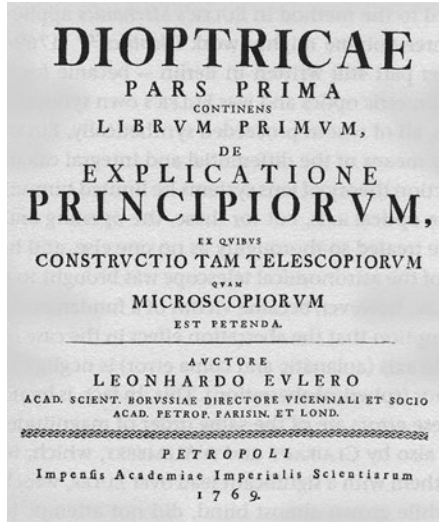 DIOPTRICAE
PARS PRIMA
CONTINENS
LIBRVM PRIMVM,
DE
EXPLICATIONE
PRINCIPIORVM,
EX QVIBVS
CONSTRVCTIO TAM TELESCOPIORVM
QVAM
MICROSCOPIORVM
EST PETENDA.
AVCTORE
LEONHARDO EVLERO
ACAD. SCIENT. BORVSSIAE DIRECTORE VICENNALI ET SOCIO
ACAD. PETROP. PARISIN. ET LOND.
PETROPOLI
Impenſis Academiae Imperialis Scientiarum
1769.